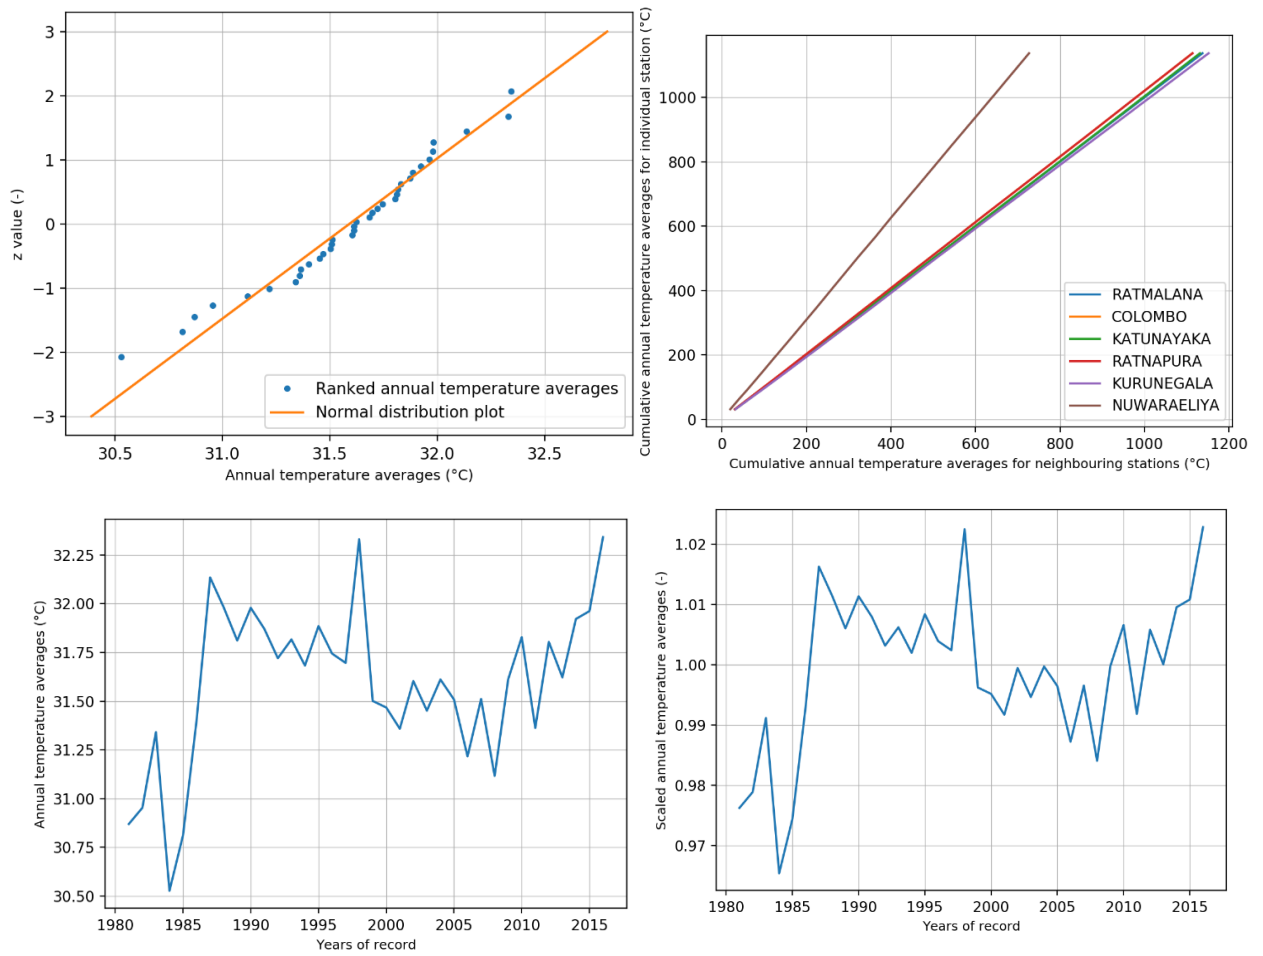 3
2
1
0
−1
−2
−3
z value (-)
Ranked annual temperature averages
Normal distribution plot
30.5 31.0 31.5 32.0 32.5
Annual temperature averages (°C)
Cumulative annual temperature averages for individual station (°C)
1000
800
600
400
200
0
RATMALANA
COLOMBO
KATUNAYAKA
RATNAPURA
KURUNEGALA
NUWARAELIYA
0 200 400 600 800 1000 1200
Cumulative annual temperature averages for neighbouring stations (°C)
Annual temperature averages (°C)
32.25
32.00
31.75
31.50
31.25
31.00
30.75
30.50
1980 1985 1990 1995 2000 2005 2010 2015
Years of record
Scaled annual temperature averages (-)
1.02
1.01
1.00
0.99
0.98
0.97
1980 1985 1990 1995 2000 2005 2010 2015
Years of record